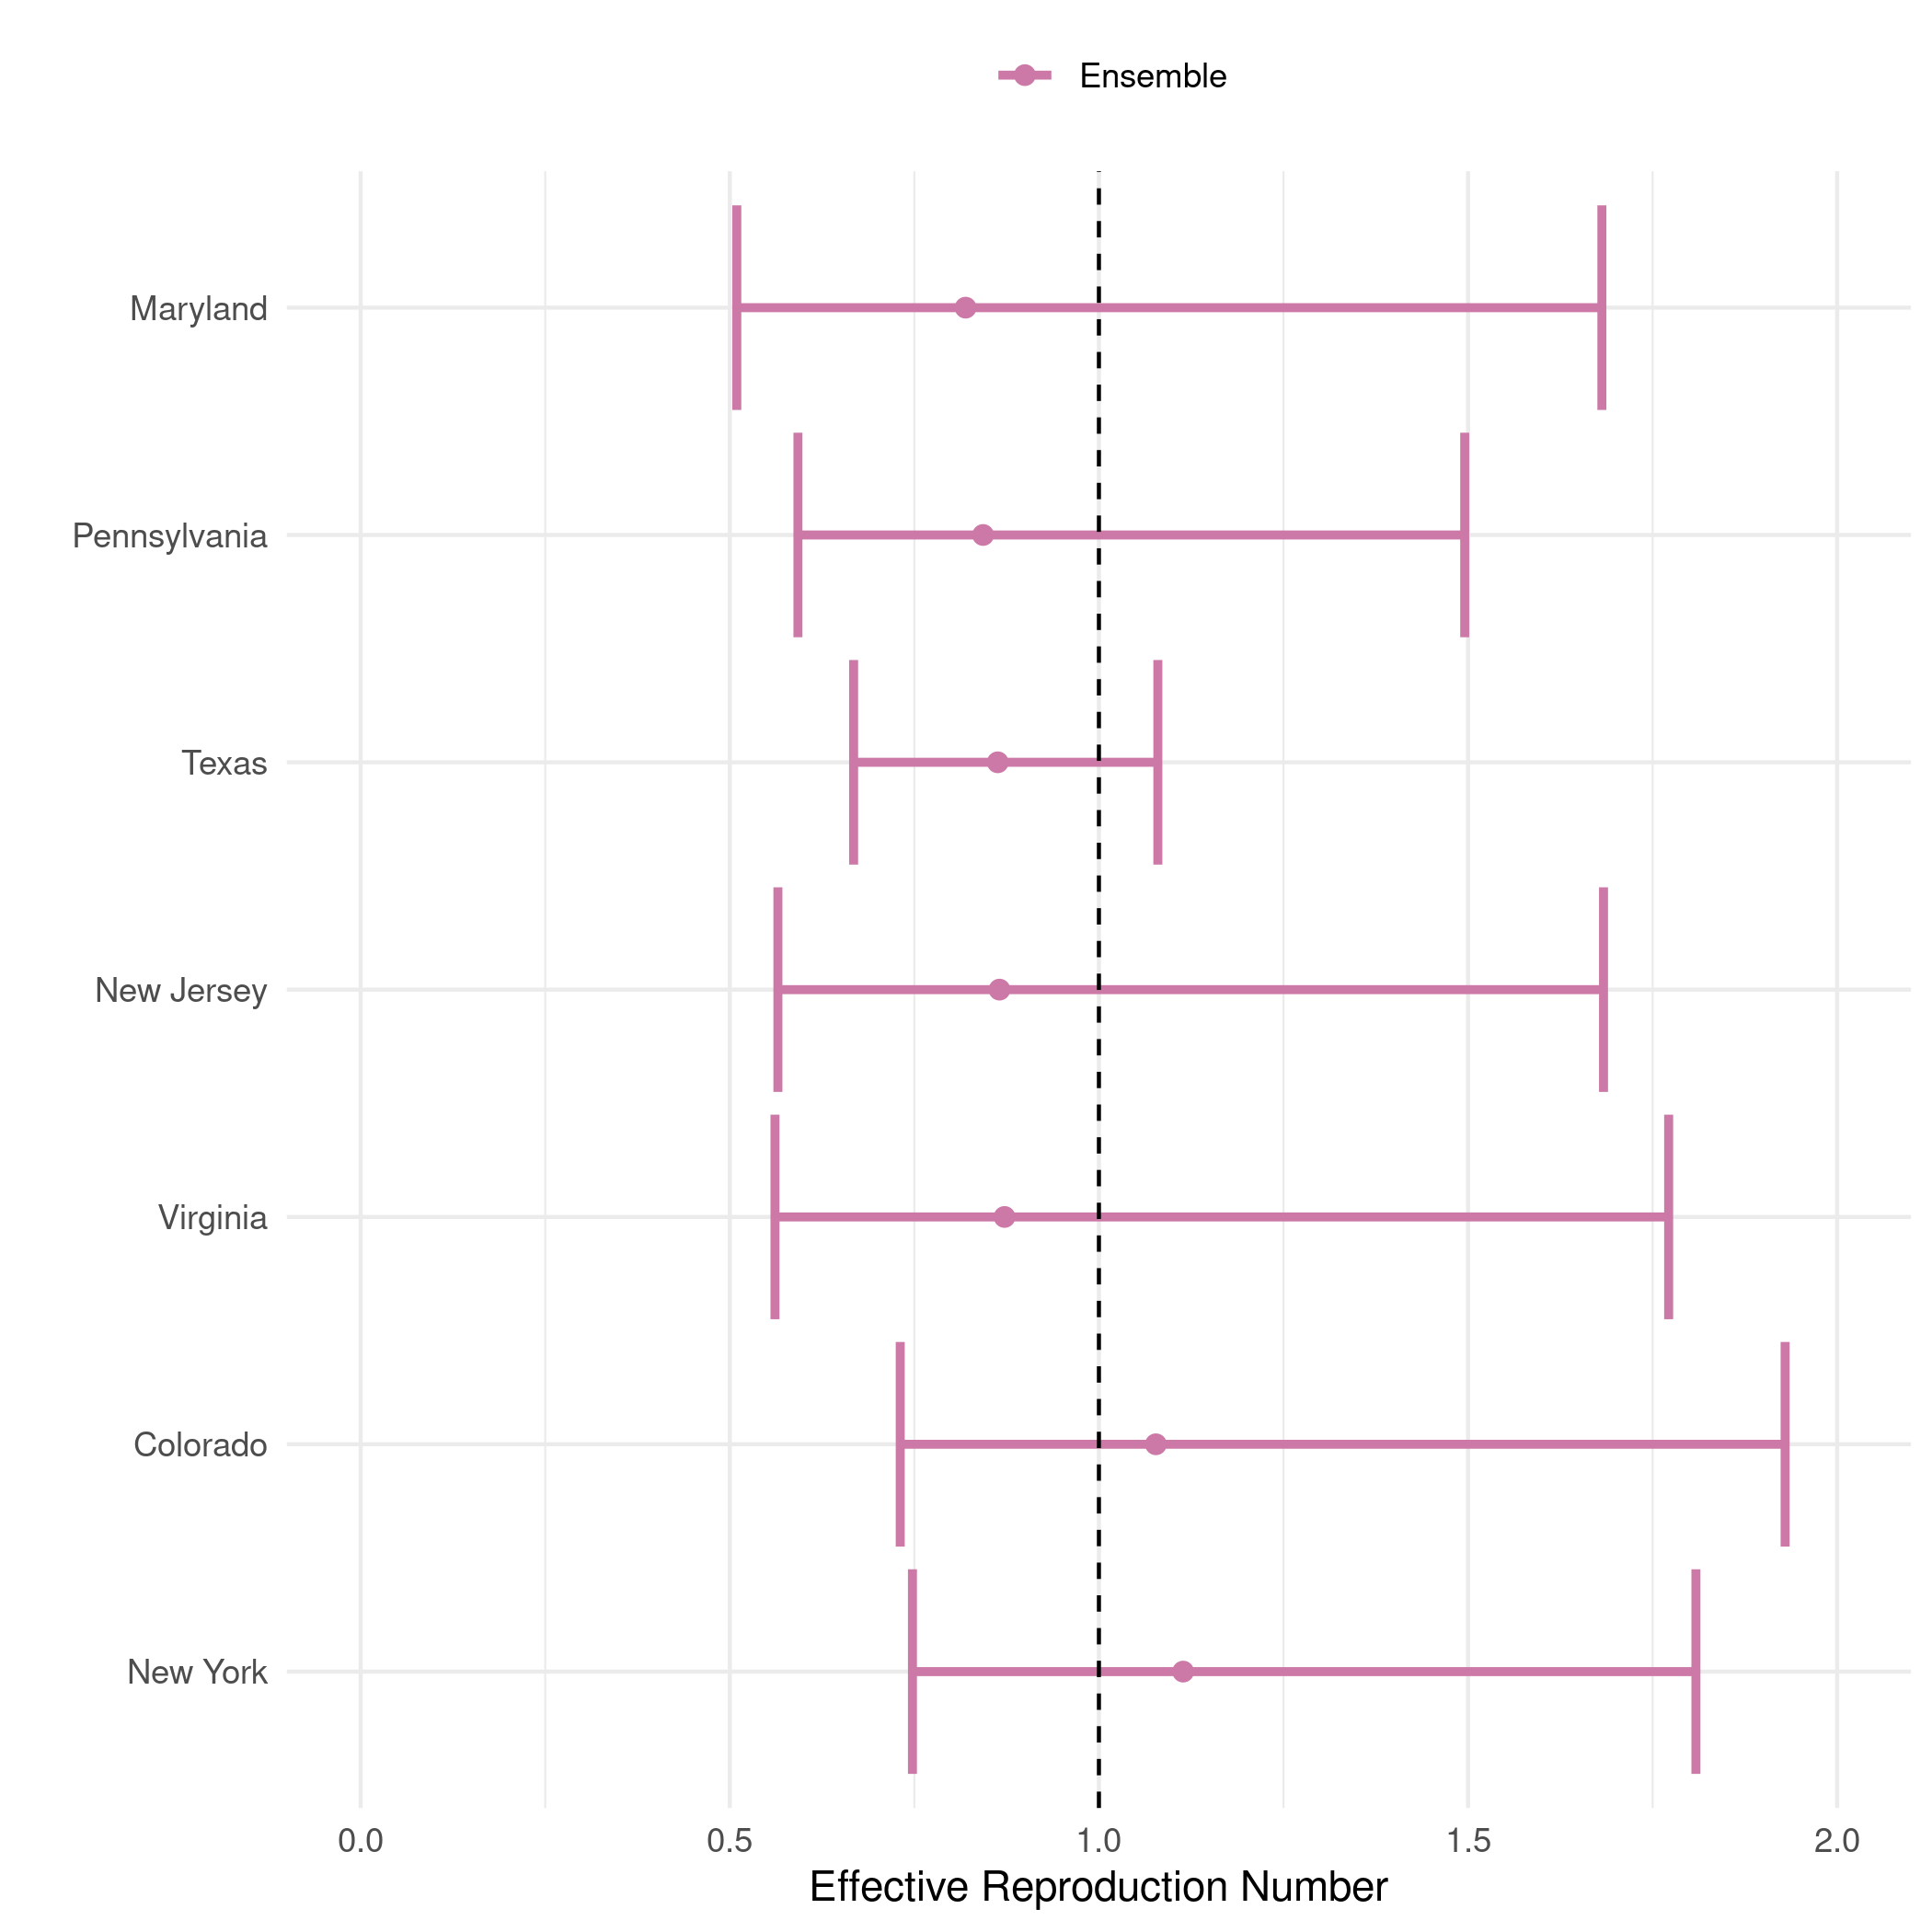 Ensemble
Maryland
Pennsylvania
Texas
New Jersey
Virginia
Colorado
New York
0.0 0.5 1.0 1.5 2.0
Effective Reproduction Number